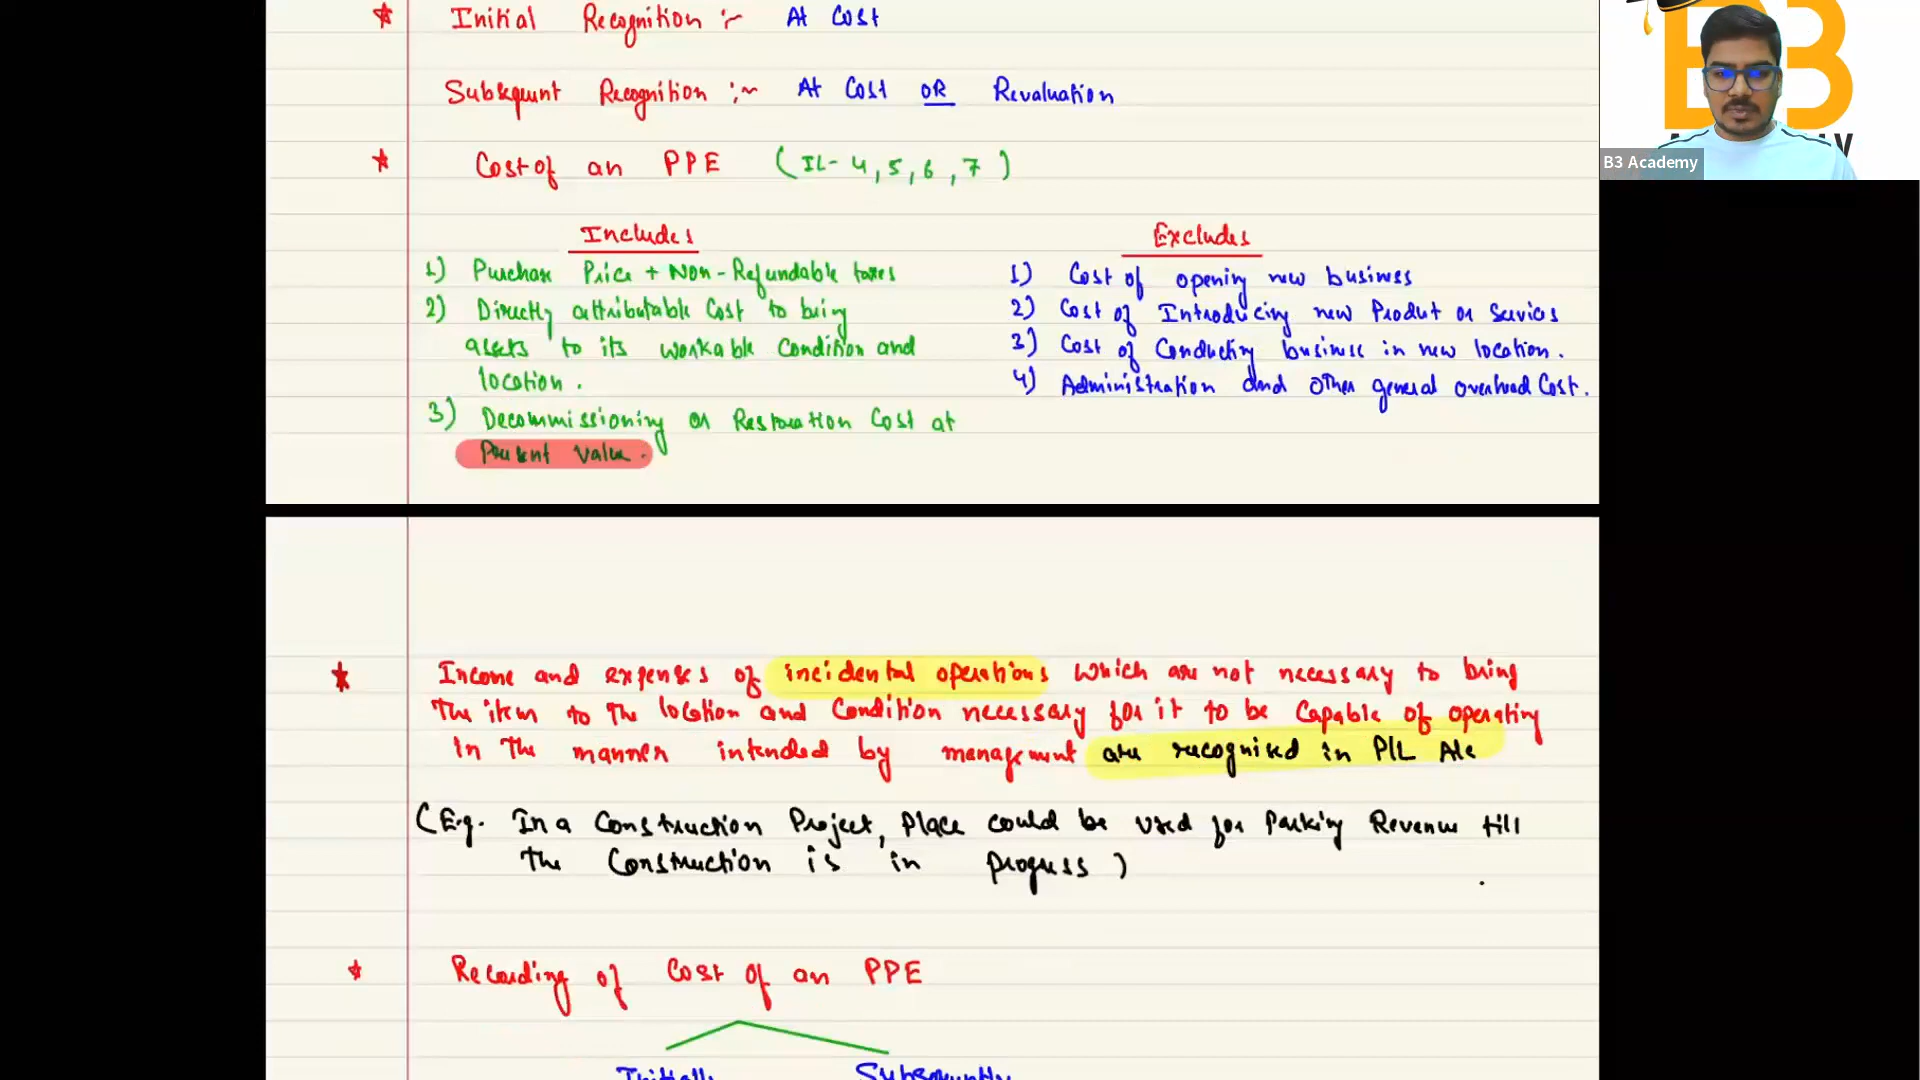 ★ Initial Recognition :- At Cost
Subsequent Recognition :- At Cost OR Revaluation
★ Cost of an PPE (IL- 4, 5, 6, 7)
Includes
1) Purchase Price + Non-Refundable taxes
2) Directly attributable Cost to bring
assets to its workable Condition and
location.
3) Decommissioning or Restoration Cost at
Present Value.
Excludes
1) Cost of opening new business
2) Cost of Introducing new Product or Services
3) Cost of Conducting business in new location.
4) Administration and other general overhead Cost.
★ Income and expenses of incidental operations which are not necessary to bring
the item to the location and Condition necessary for it to be Capable of operating
in the manner intended by management are recognised in P/L A/c
(E.g. In a Construction Project, Place could be used for Parking Revenue till
the Construction is in progress)
★ Recording of Cost of an PPE
Initially Subsequently
B3
B3 Academy